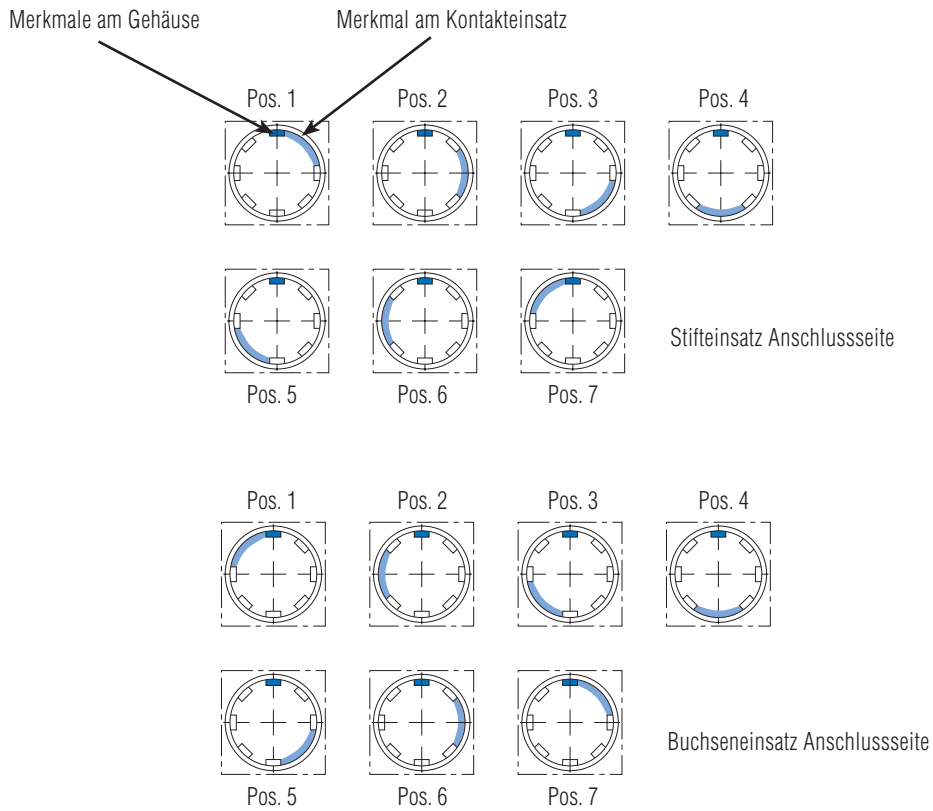 Merkmale am Gehäuse Merkmal am Kontakteinsatz
Pos. 1 Pos. 2 Pos. 3 Pos. 4
Stifteinsatz Anschlussseite
Pos. 5 Pos. 6 Pos. 7
Pos. 1 Pos. 2 Pos. 3 Pos. 4
Buchseneinsatz Anschlussseite
Pos. 5 Pos. 6 Pos. 7